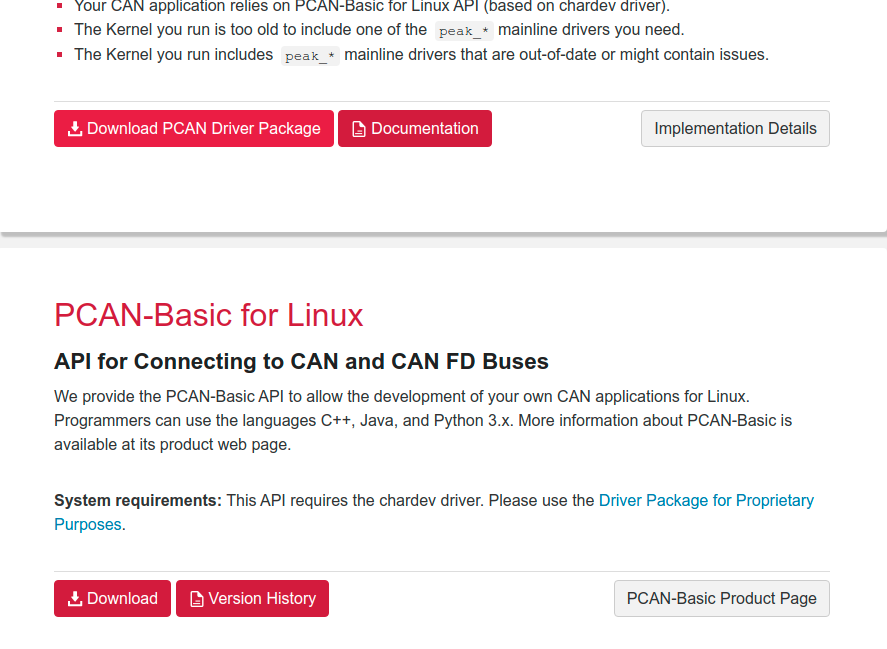 Your CAN application relies on PCAN-Basic for Linux API (based on chardev driver).
The Kernel you run is too old to include one of the peak_* mainline drivers you need.
The Kernel you run includes peak_* mainline drivers that are out-of-date or might contain issues.
Download PCAN Driver Package Documentation Implementation Details
PCAN-Basic for Linux
API for Connecting to CAN and CAN FD Buses
We provide the PCAN-Basic API to allow the development of your own CAN applications for Linux.
Programmers can use the languages C++, Java, and Python 3.x. More information about PCAN-Basic is
available at its product web page.
System requirements: This API requires the chardev driver. Please use the Driver Package for Proprietary
Purposes.
Download Version History PCAN-Basic Product Page